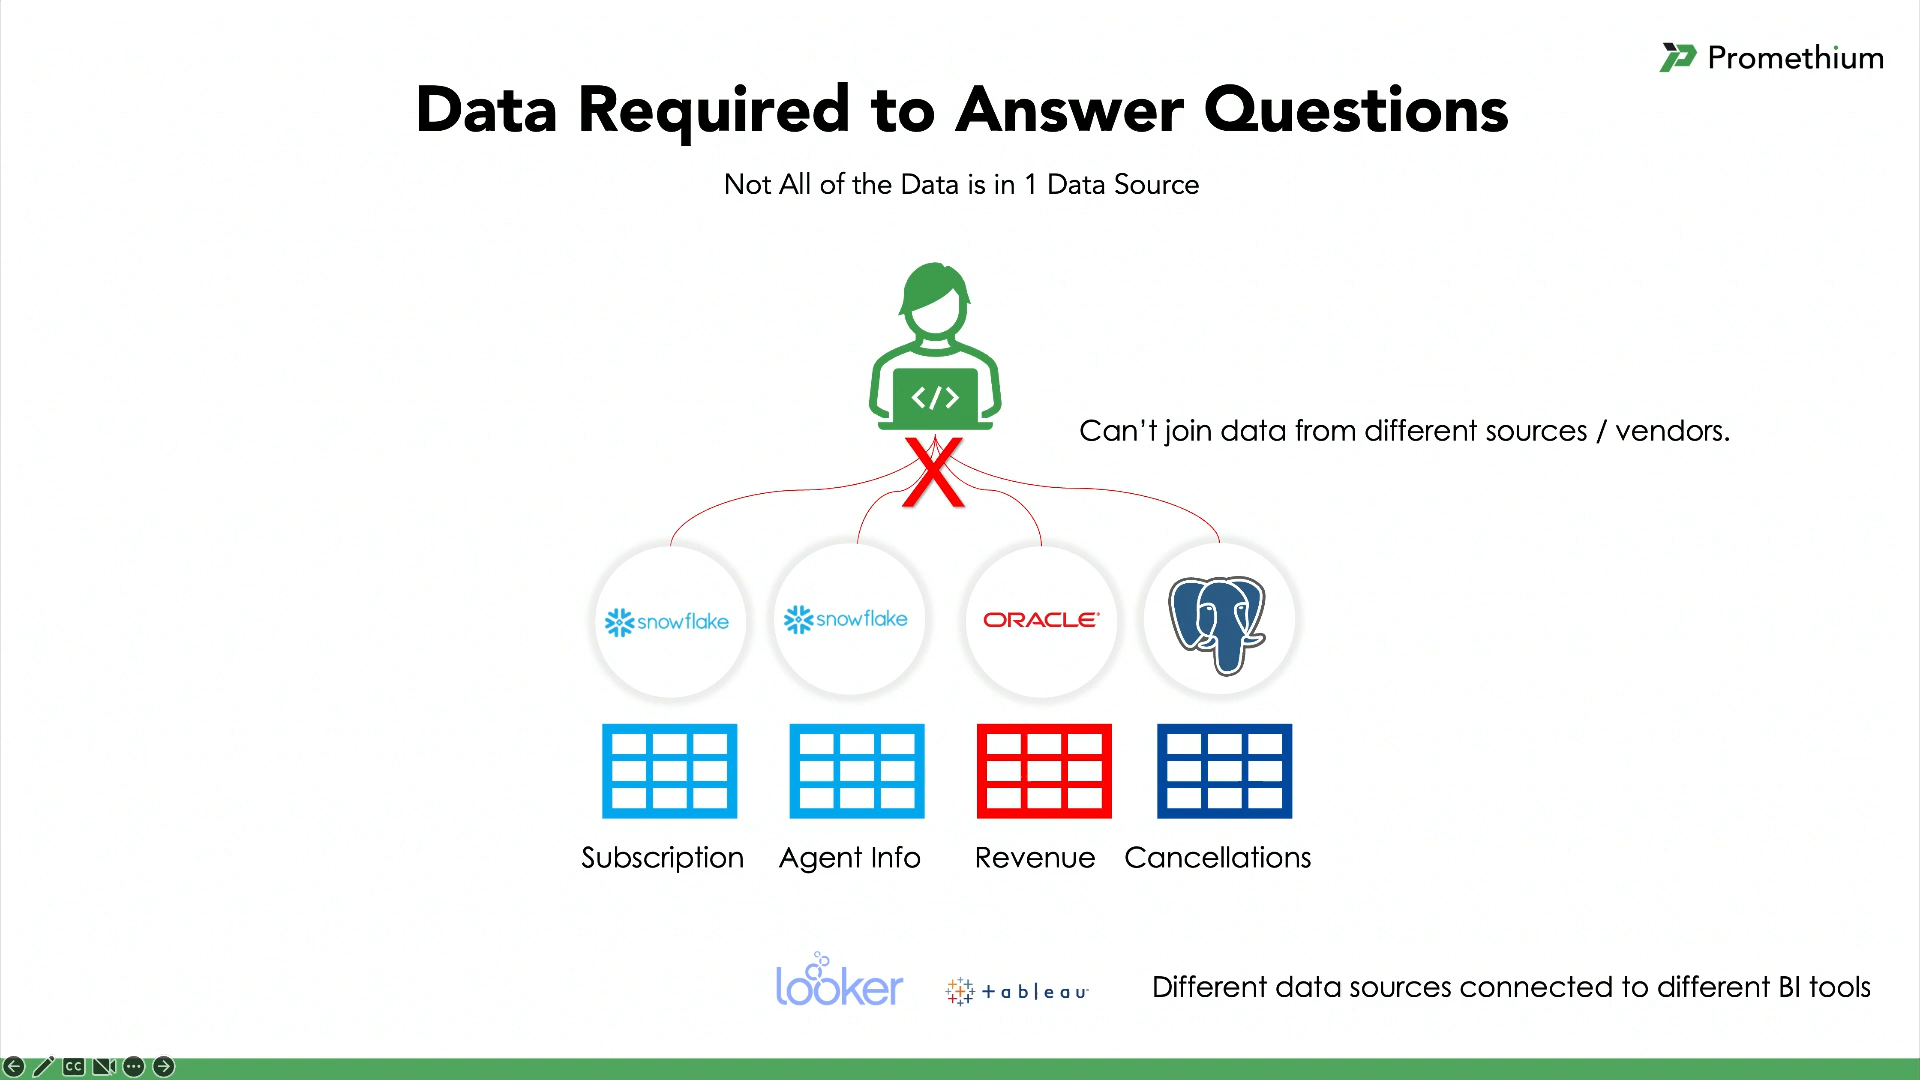 Promethium
Data Required to Answer Questions
Not All of the Data is in 1 Data Source
</>
Can't join data from different sources / vendors.
X
snowflake
snowflake
ORACLE
Subscription
Agent Info
Revenue
Cancellations
looker
+ a b l e a u
Different data sources connected to different BI tools
CC